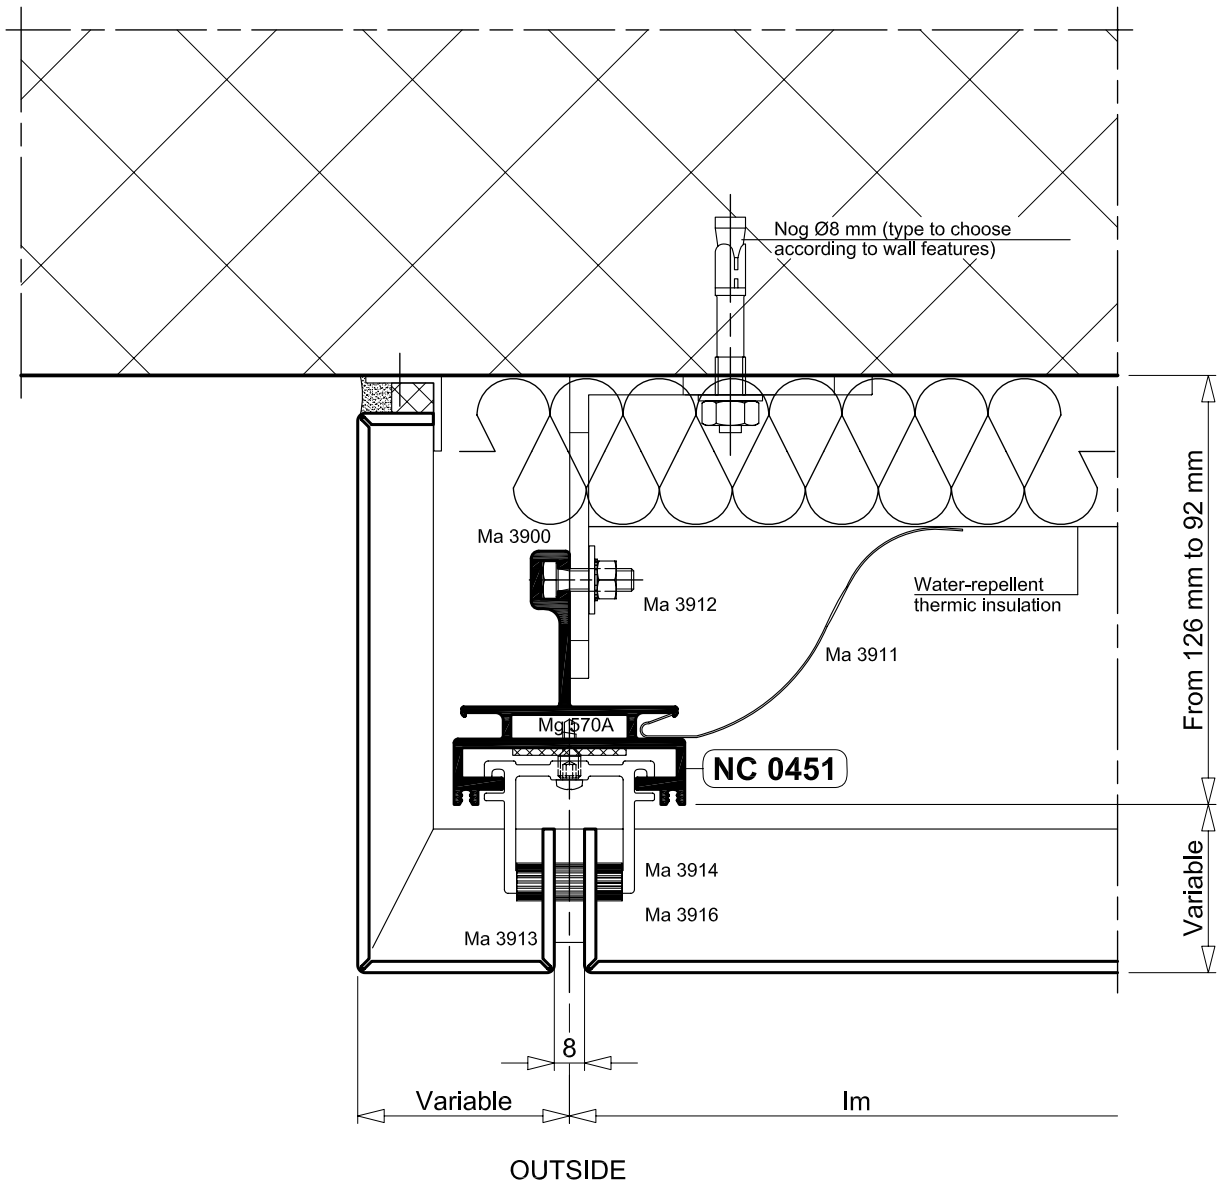 Nog Ø8 mm (type to choose
according to wall features)
Ma 3900
Ma 3912
Water-repellent
thermic insulation
Ma 3911
From 126 mm to 92 mm
Mg 570A
NC 0451
Ma 3914
Ma 3916
Ma 3913
Variable
8
Variable
lm
OUTSIDE